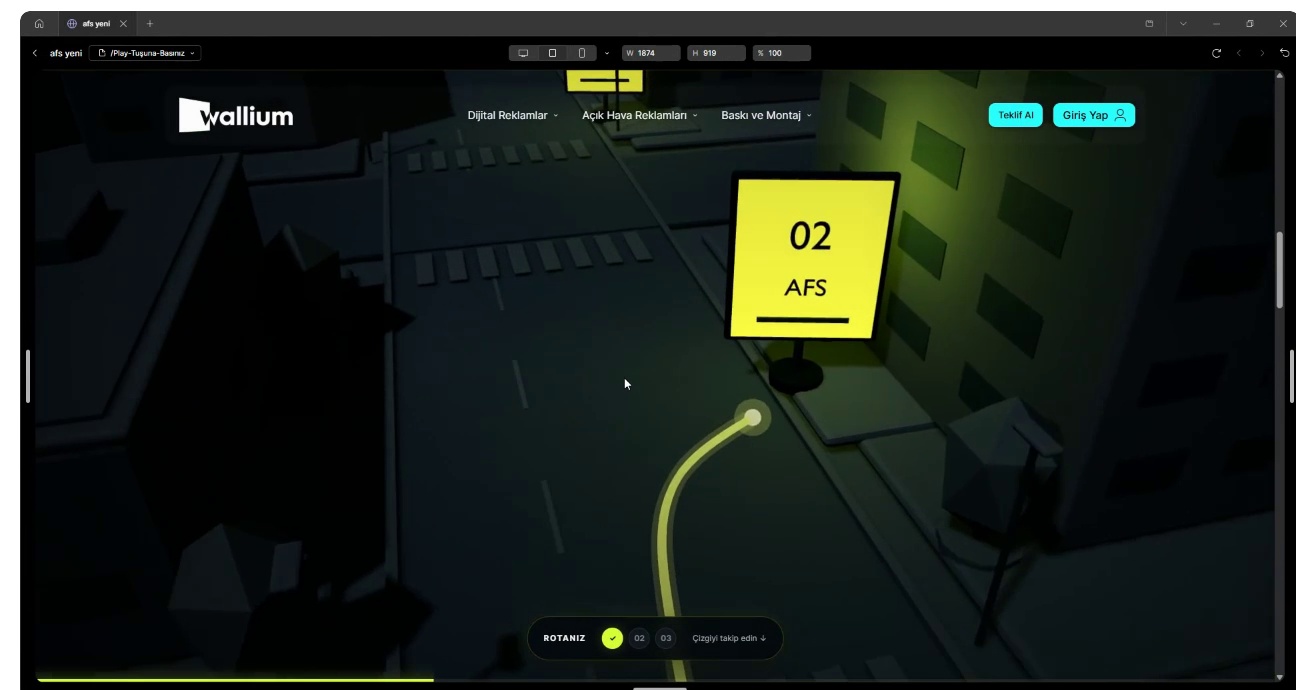 afs yeni
afs yeni
/Play-Tuşuna-Basınız
W 1874
H 919
% 100
wallium
Dijital Reklamlar
Açık Hava Reklamları
Baskı ve Montaj
Teklif Al
Giriş Yap
02
AFS
ROTANIZ
02
03
Çizgiyi takip edin ↓